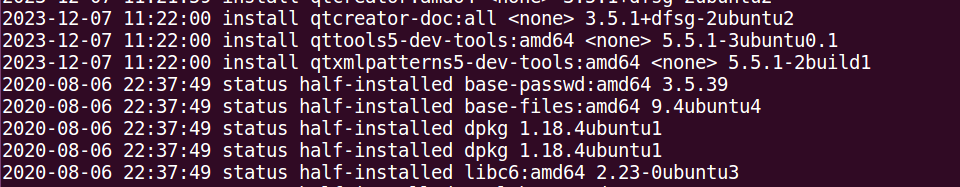 2023-12-07 11:22:00 install qtcreator-doc:all <none> 3.5.1+dfsg-2ubuntu2
2023-12-07 11:22:00 install qttools5-dev-tools:amd64 <none> 5.5.1-3ubuntu0.1
2023-12-07 11:22:00 install qtxmlpatterns5-dev-tools:amd64 <none> 5.5.1-2build1
2020-08-06 22:37:49 status half-installed base-passwd:amd64 3.5.39
2020-08-06 22:37:49 status half-installed base-files:amd64 9.4ubuntu4
2020-08-06 22:37:49 status half-installed dpkg 1.18.4ubuntu1
2020-08-06 22:37:49 status half-installed dpkg 1.18.4ubuntu1
2020-08-06 22:37:49 status half-installed libc6:amd64 2.23-0ubuntu3